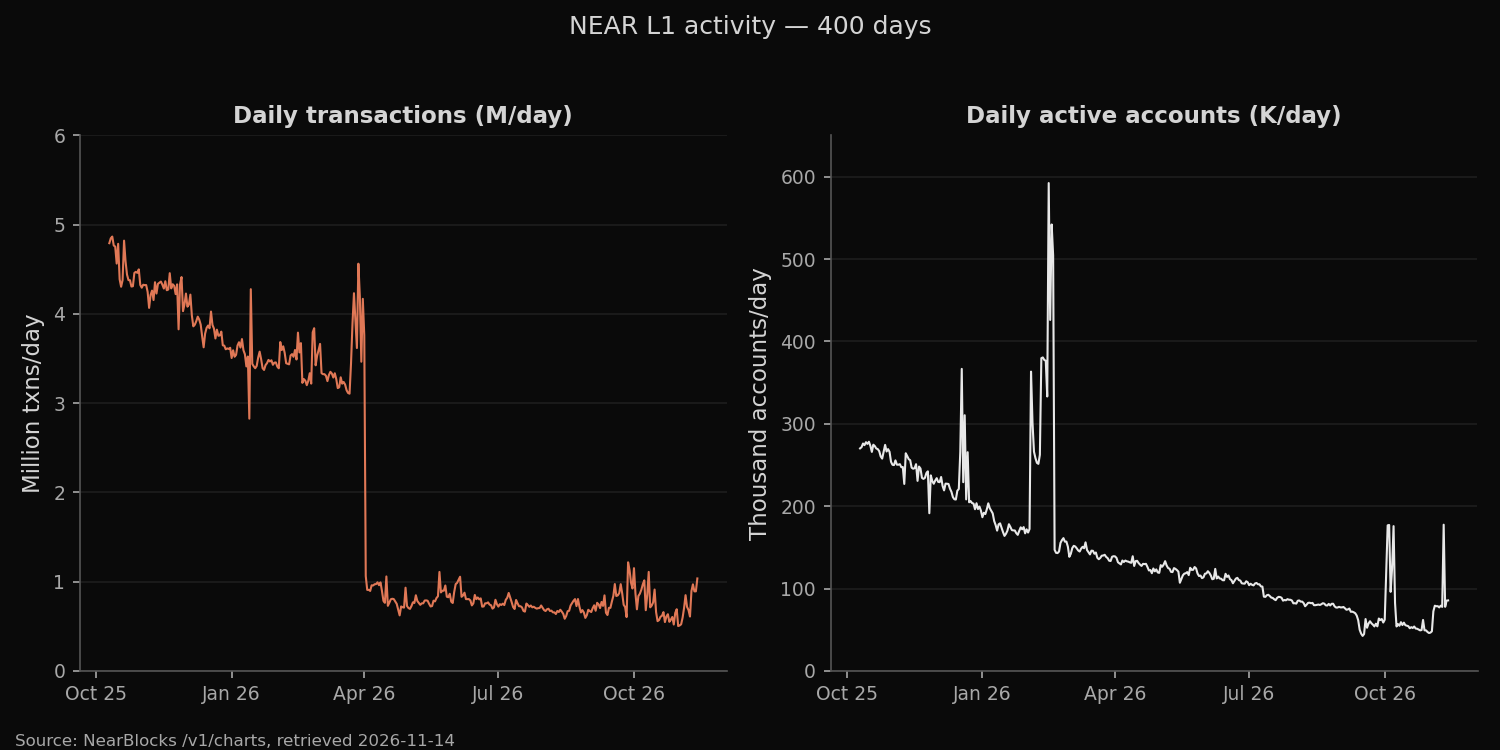 NEAR L1 activity — 400 days
Daily transactions (M/day)
Million txns/day
6
5
4
3
2
1
0
Oct 25
Jan 26
Apr 26
Jul 26
Oct 26
Daily active accounts (K/day)
Thousand accounts/day
600
500
400
300
200
100
0
Oct 25
Jan 26
Apr 26
Jul 26
Oct 26
Source: NearBlocks /v1/charts, retrieved 2026-11-14